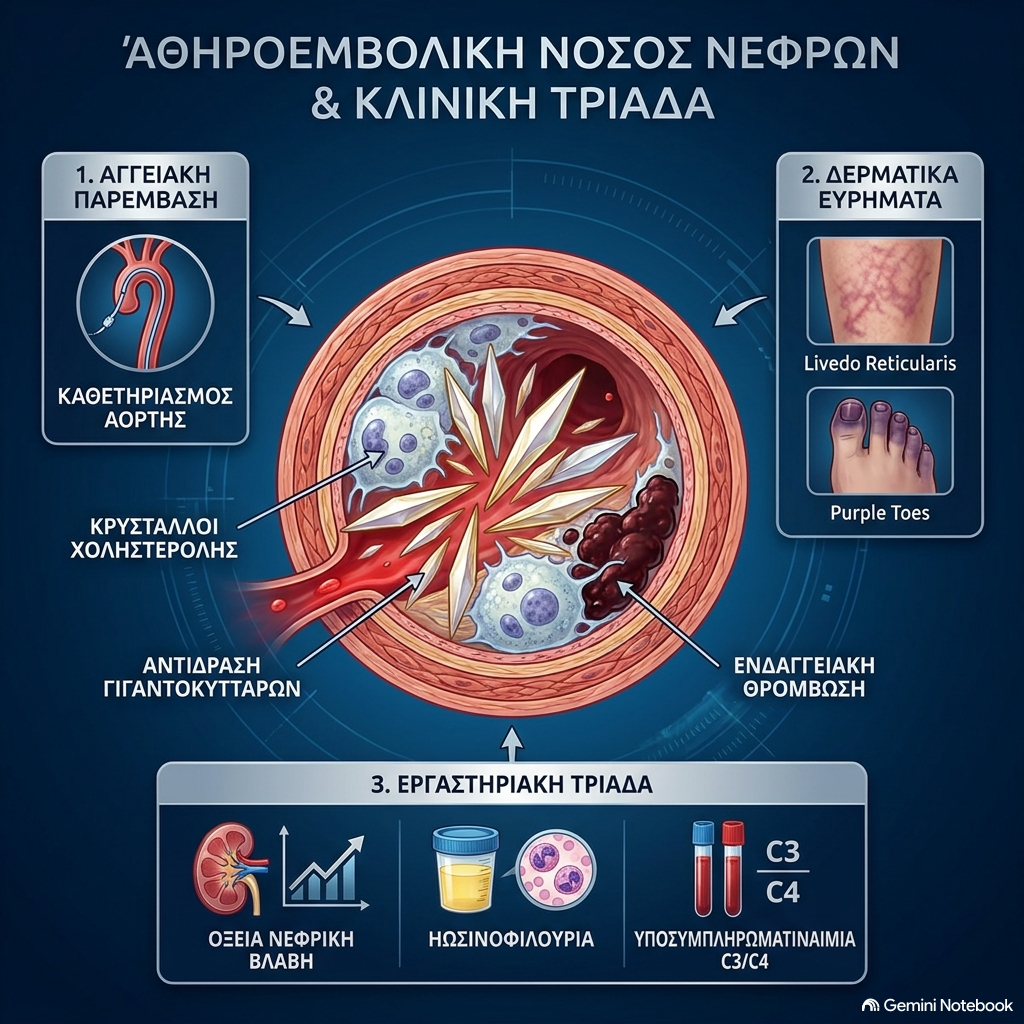 ἈΘΗΡΟΕΜΒΟΛΙΚΗ ΝΟΣΟΣ ΝΕΦΡΩΝ
& ΚΛΙΝΙΚΗ ΤΡΙΑΔΑ
1. ΑΓΓΕΙΑΚΗ
ΠΑΡΕΜΒΑΣΗ
ΚΑΘΕΤΗΡΙΑΣΜΟΣ
ΑΟΡΤΗΣ
2. ΔΕΡΜΑΤΙΚΑ
ΕΥΡΗΜΑΤΑ
Livedo Reticularis
Purple Toes
ΚΡΥΣΤΑΛΛΟΙ
ΧΟΛΗΣΤΕΡΟΛΗΣ
ΑΝΤΙΔΡΑΣΗ
ΓΙΓΑΝΤΟΚΥΤΤΑΡΩΝ
ΕΝΔΑΓΓΕΙΑΚΗ
ΘΡΟΜΒΩΣΗ
3. ΕΡΓΑΣΤΗΡΙΑΚΗ ΤΡΙΑΔΑ
ΟΞΕΙΑ ΝΕΦΡΙΚΗ
ΒΛΑΒΗ
ΗΩΣΙΝΟΦΙΛΟΥΡΙΑ
C3
C4
ΥΠΟΣΥΜΠΛΗΡΩΜΑΤΙΝΑΙΜΙΑ
C3/C4
Gemini Notebook